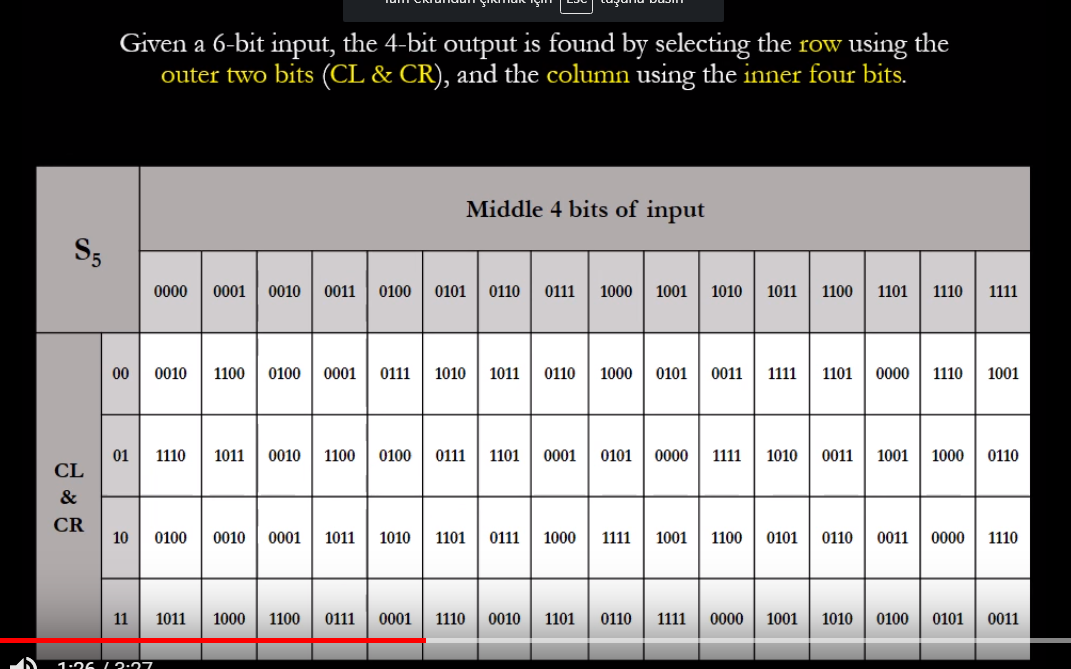 Tam ekrandan çıkmak için Esc tuşuna basın
Given a 6-bit input, the 4-bit output is found by selecting the row using the
outer two bits (CL & CR), and the column using the inner four bits.
S5
Middle 4 bits of input
0000 0001 0010 0011 0100 0101 0110 0111 1000 1001 1010 1011 1100 1101 1110 1111
CL
&
CR
00 0010 1100 0100 0001 0111 1010 1011 0110 1000 0101 0011 1111 1101 0000 1110 1001
01 1110 1011 0010 1100 0100 0111 1101 0001 0101 0000 1111 1010 0011 1001 1000 0110
10 0100 0010 0001 1011 1010 1101 0111 1000 1111 1001 1100 0101 0110 0011 0000 1110
11 1011 1000 1100 0111 0001 1110 0010 1101 0110 1111 0000 1001 1010 0100 0101 0011
1:26 / 3:27